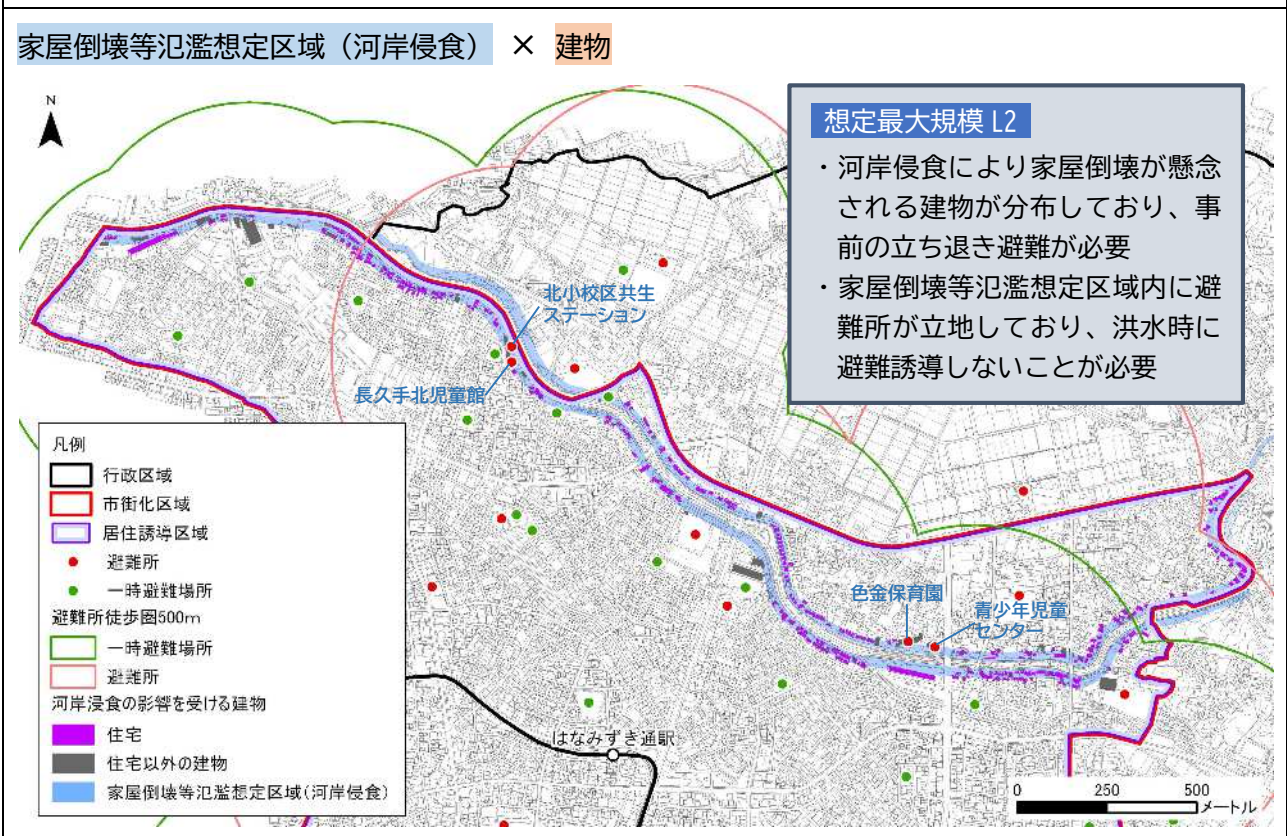 家屋倒壊等氾濫想定区域（河岸侵食） × 建物
N
想定最大規模 L2
・河岸侵食により家屋倒壊が懸念
される建物が分布しており、事
前の立ち退き避難が必要
・家屋倒壊等氾濫想定区域内に避
難所が立地しており、洪水時に
避難誘導しないことが必要
北小校区共生
ステーション
長久手北児童館
色金保育園
青少年児童
センター
はなみずき通駅
凡例
行政区域
市街化区域
居住誘導区域
避難所
一時避難場所
避難所徒歩圏500m
一時避難場所
避難所
河岸浸食の影響を受ける建物
住宅
住宅以外の建物
家屋倒壊等氾濫想定区域(河岸侵食)
0 250 500
メートル